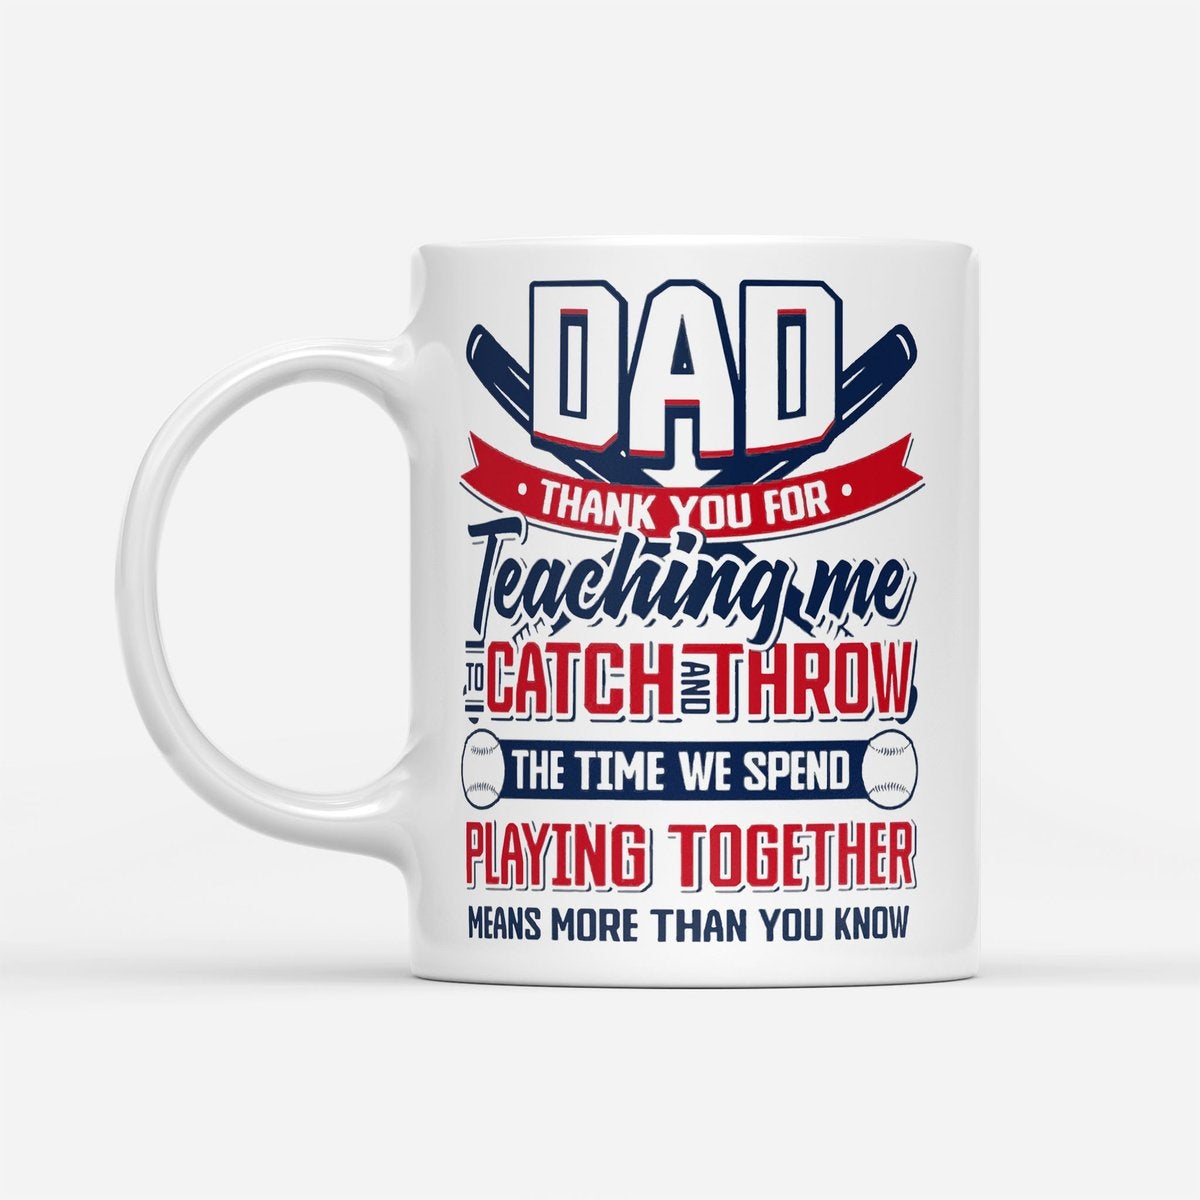 DAD
• THANK YOU FOR •
Teaching me
TO CATCH AND THROW
THE TIME WE SPEND
PLAYING TOGETHER
MEANS MORE THAN YOU KNOW